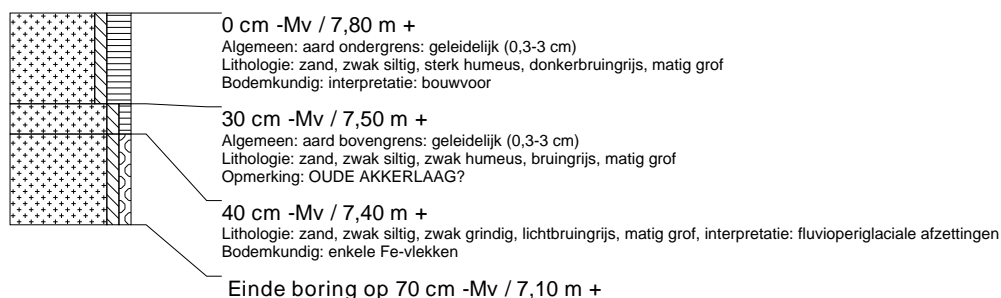 0 cm -Mv / 7,80 m +
Algemeen: aard ondergrens: geleidelijk (0,3-3 cm)
Lithologie: zand, zwak siltig, sterk humeus, donkerbruingrijs, matig grof
Bodemkundig: interpretatie: bouwvoor
30 cm -Mv / 7,50 m +
Algemeen: aard bovengrens: geleidelijk (0,3-3 cm)
Lithologie: zand, zwak siltig, zwak humeus, bruingrijs, matig grof
Opmerking: OUDE AKKERLAAG?
40 cm -Mv / 7,40 m +
Lithologie: zand, zwak siltig, zwak grindig, lichtbruingrijs, matig grof, interpretatie: fluvioperiglaciale afzettingen
Bodemkundig: enkele Fe-vlekken
Einde boring op 70 cm -Mv / 7,10 m +